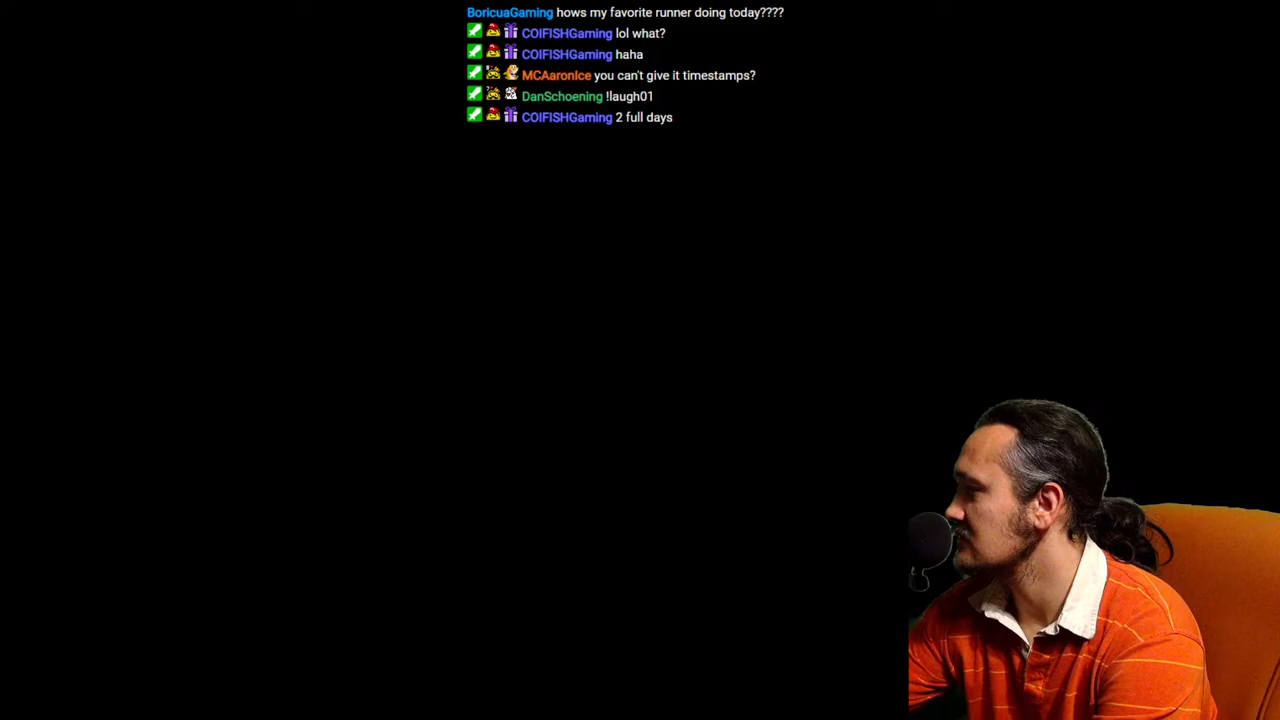 BoricuaGaming hows my favorite runner doing today????
COIFISHGaming lol what?
COIFISHGaming haha
MCAaronIce you can't give it timestamps?
DanSchoening !laugh01
COIFISHGaming 2 full days